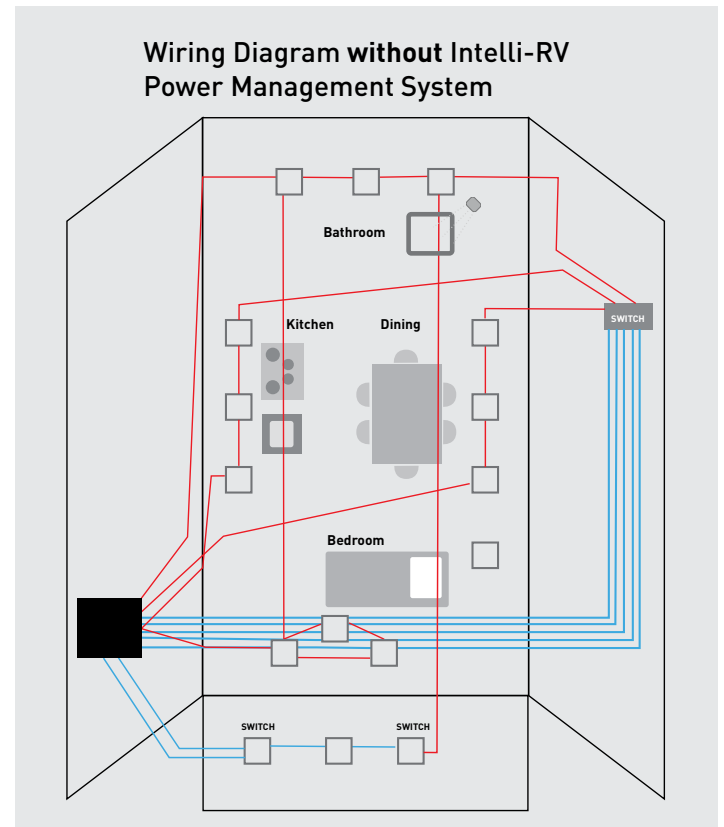 Wiring Diagram without Intelli-RV
Power Management System
Bathroom
Kitchen
Dining
SWITCH
Bedroom
SWITCH
SWITCH